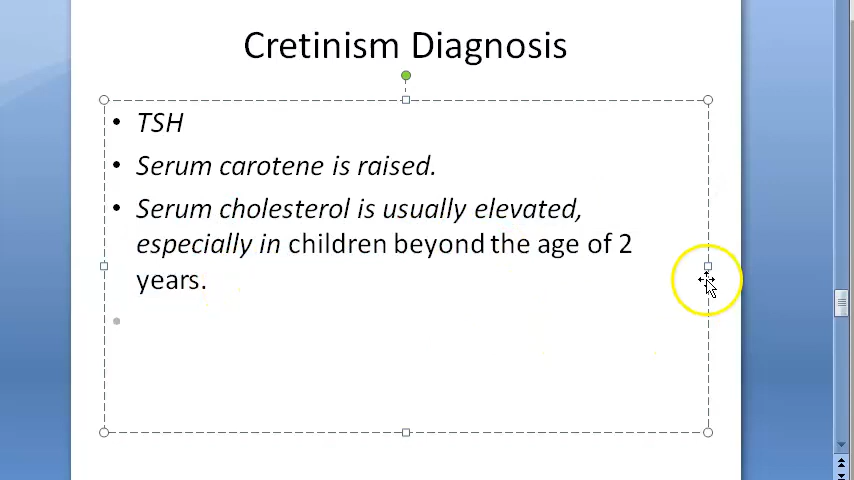 Cretinism Diagnosis
• TSH
• Serum carotene is raised.
• Serum cholesterol is usually elevated,
especially in children beyond the age of 2
years.